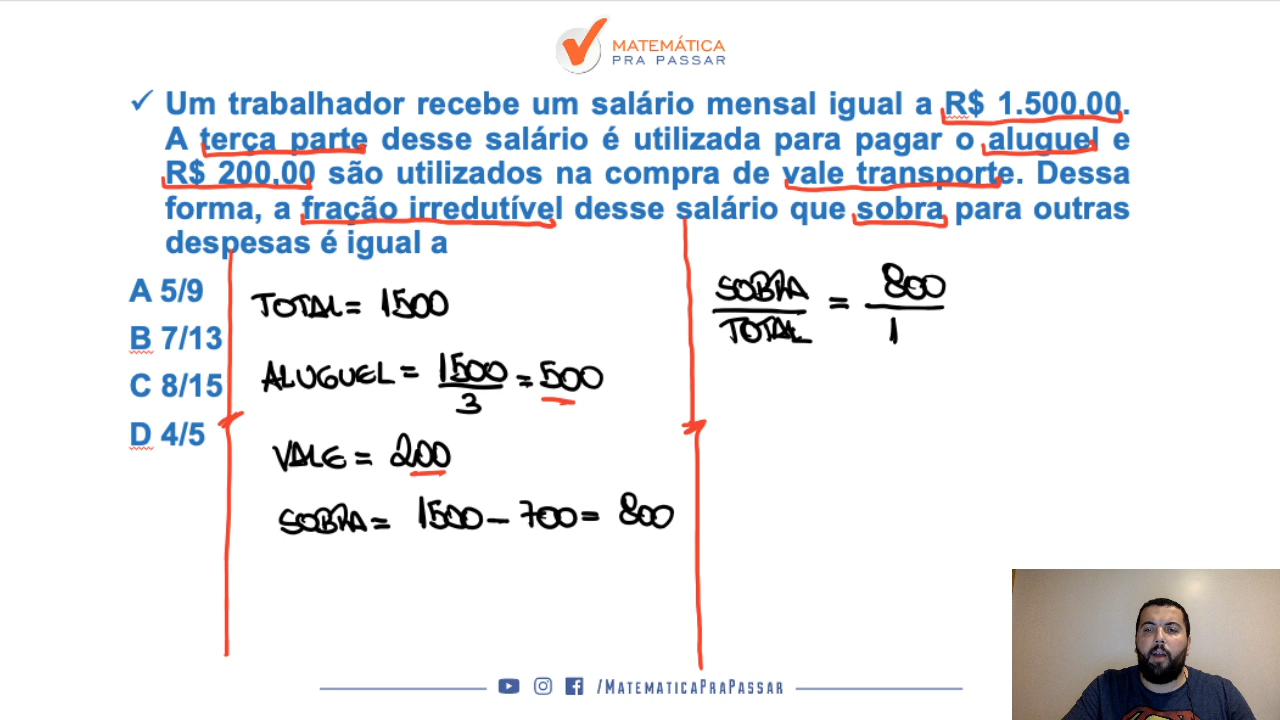 MATEMÁTICA
PRA PASSAR
✓ Um trabalhador recebe um salário mensal igual a R$ 1.500,00.
A terça parte desse salário é utilizada para pagar o aluguel e
R$ 200,00 são utilizados na compra de vale transporte. Dessa
forma, a fração irredutível desse salário que sobra para outras
despesas é igual a
A 5/9
B 7/13
C 8/15
D 4/5
TOTAL = 1500
ALUGUEL = 1500/3 = 500
VALE = 200
SOBRA = 1500 - 700 = 800
SOBRA/TOTAL = 800/1
/MATEMATICAPRAPASSAR